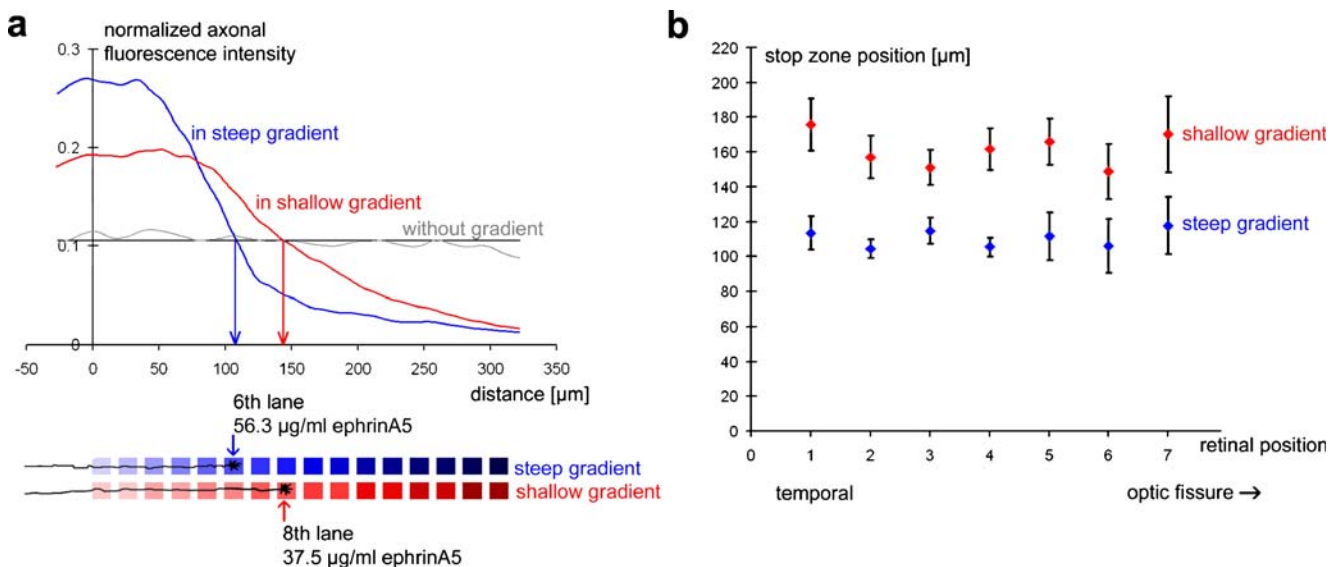 a
normalized axonal
fluorescence intensity
0.3
in steep gradient
0.2
in shallow gradient
without gradient
0.1
0
-50 0 50 100 150 200 250 300 350
distance [µm]
6th lane
56.3 µg/ml ephrinA5
steep gradient
shallow gradient
8th lane
37.5 µg/ml ephrinA5
b
stop zone position [µm]
220
200
180
160
140
120
100
80
60
40
20
0
shallow gradient
steep gradient
0 1 2 3 4 5 6 7
retinal position
temporal
optic fissure →